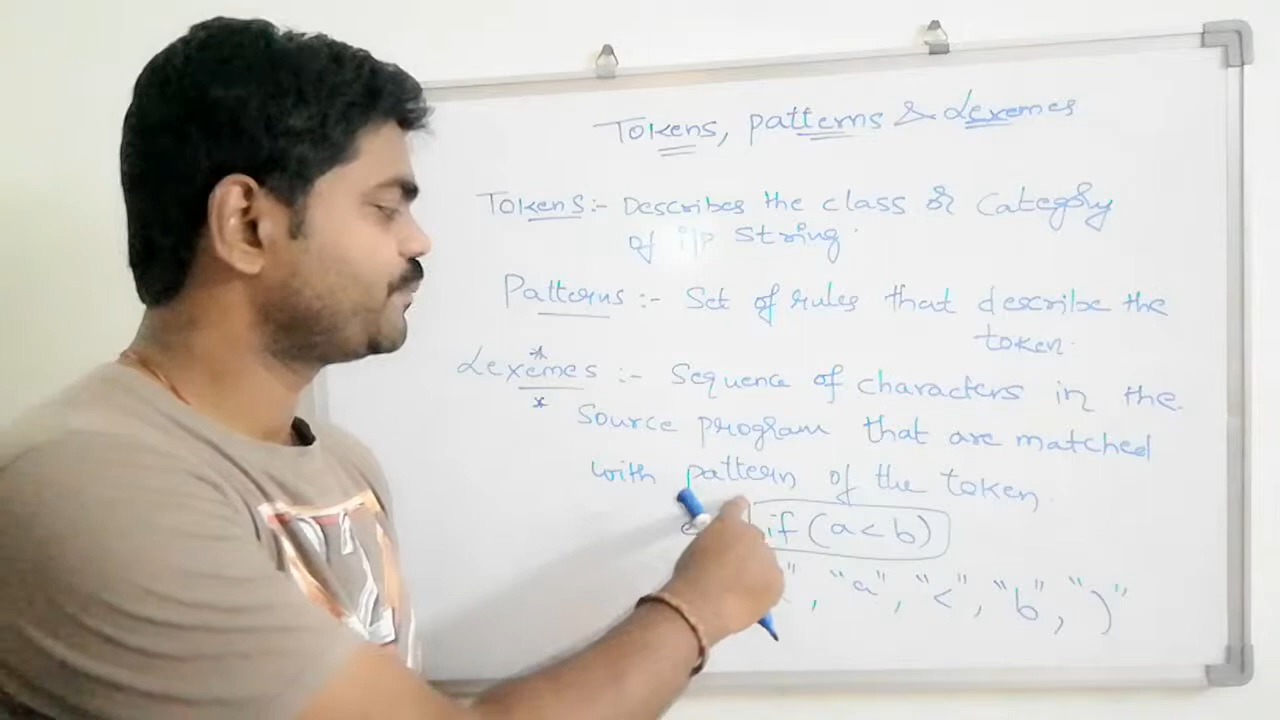 Tokens, patterns & Lexemes
Tokens :- Describes the class or Category
of i/p string.
Patterns :- Set of rules that describe the
token.
Lexemes :- Sequence of characters in the
Source program that are matched
with pattern of the token.
if (a < b)
", "a", "<", "b", ")"